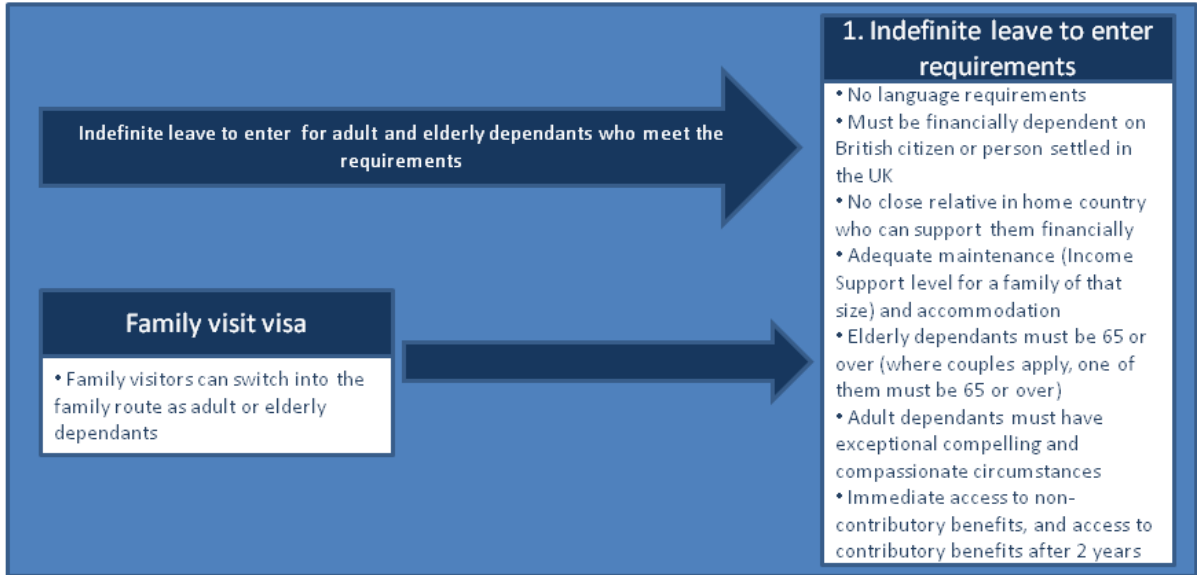 Indefinite leave to enter for adult and elderly dependants who meet the
requirements
Family visit visa
• Family visitors can switch into the
family route as adult or elderly
dependants
1. Indefinite leave to enter
requirements
• No language requirements
• Must be financially dependent on
British citizen or person settled in
the UK
• No close relative in home country
who can support them financially
• Adequate maintenance (Income
Support level for a family of that
size) and accommodation
• Elderly dependants must be 65 or
over (where couples apply, one of
them must be 65 or over)
• Adult dependants must have
exceptional compelling and
compassionate circumstances
• Immediate access to non-
contributory benefits, and access to
contributory benefits after 2 years